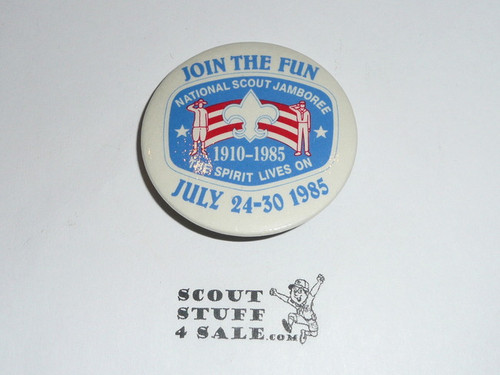 JOIN THE FUN
NATIONAL SCOUT JAMBOREE
1910-1985
THE SPIRIT LIVES ON
JULY 24-30 1985
SCOUT
STUFF
4 SALE.COM